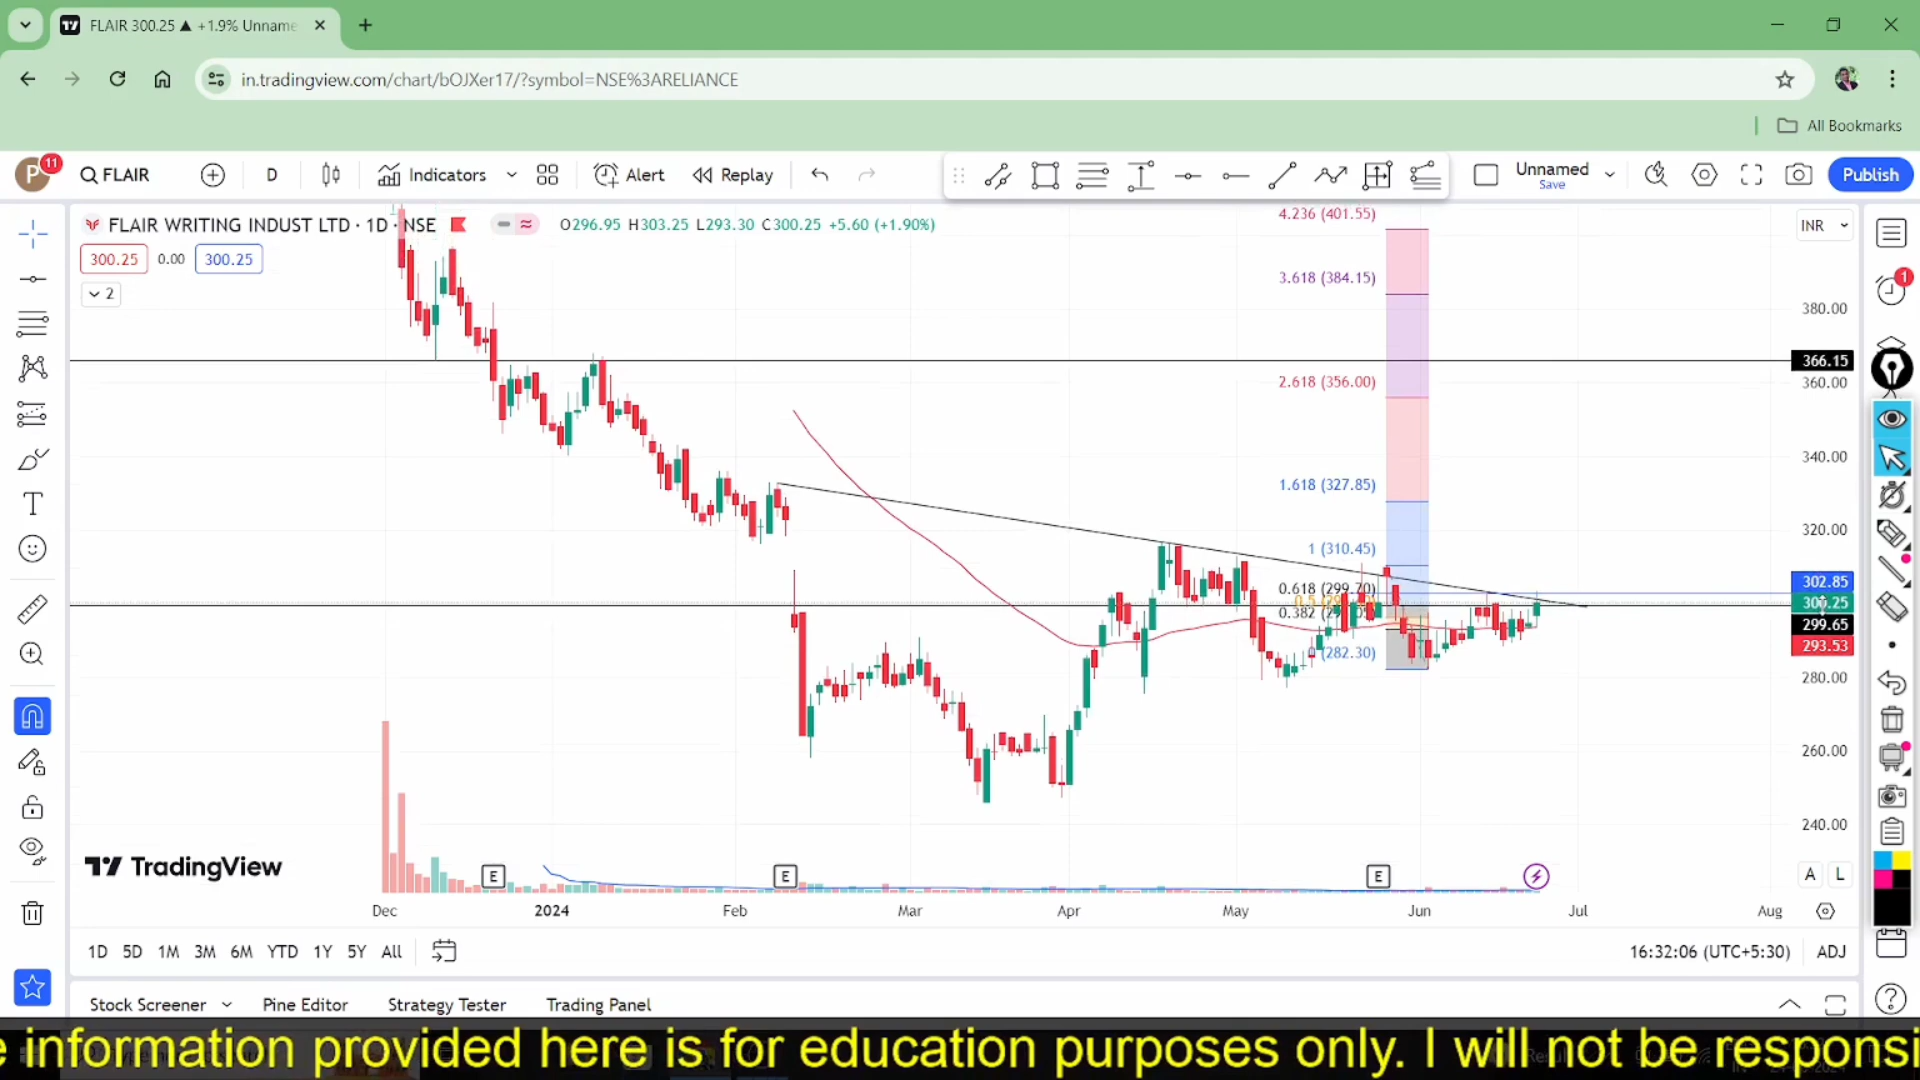 FLAIR 300.25 ▲ +1.9% Unname
in.tradingview.com/chart/bOJXer17/?symbol=NSE%3ARELIANCE
All Bookmarks
P 11 FLAIR D Indicators Alert Replay Unnamed Save Publish
FLAIR WRITING INDUST LTD · 1D · NSE O296.95 H303.25 L293.30 C300.25 +5.60 (+1.90%) INR
300.25 0.00 300.25
2
4.236 (401.55)
3.618 (384.15)
2.618 (356.00)
1.618 (327.85)
1 (310.45)
0.618 (299.70)
0 (282.30)
1
380.00
366.15
360.00
340.00
320.00
302.85
300.25
299.65
293.53
280.00
260.00
240.00
TradingView
E E E
A L
Dec 2024 Feb Mar Apr May Jun Jul Aug
1D 5D 1M 3M 6M YTD 1Y 5Y All 16:32:06 (UTC+5:30) ADJ
Stock Screener Pine Editor Strategy Tester Trading Panel
information provided here is for education purposes only. I will not be responsi